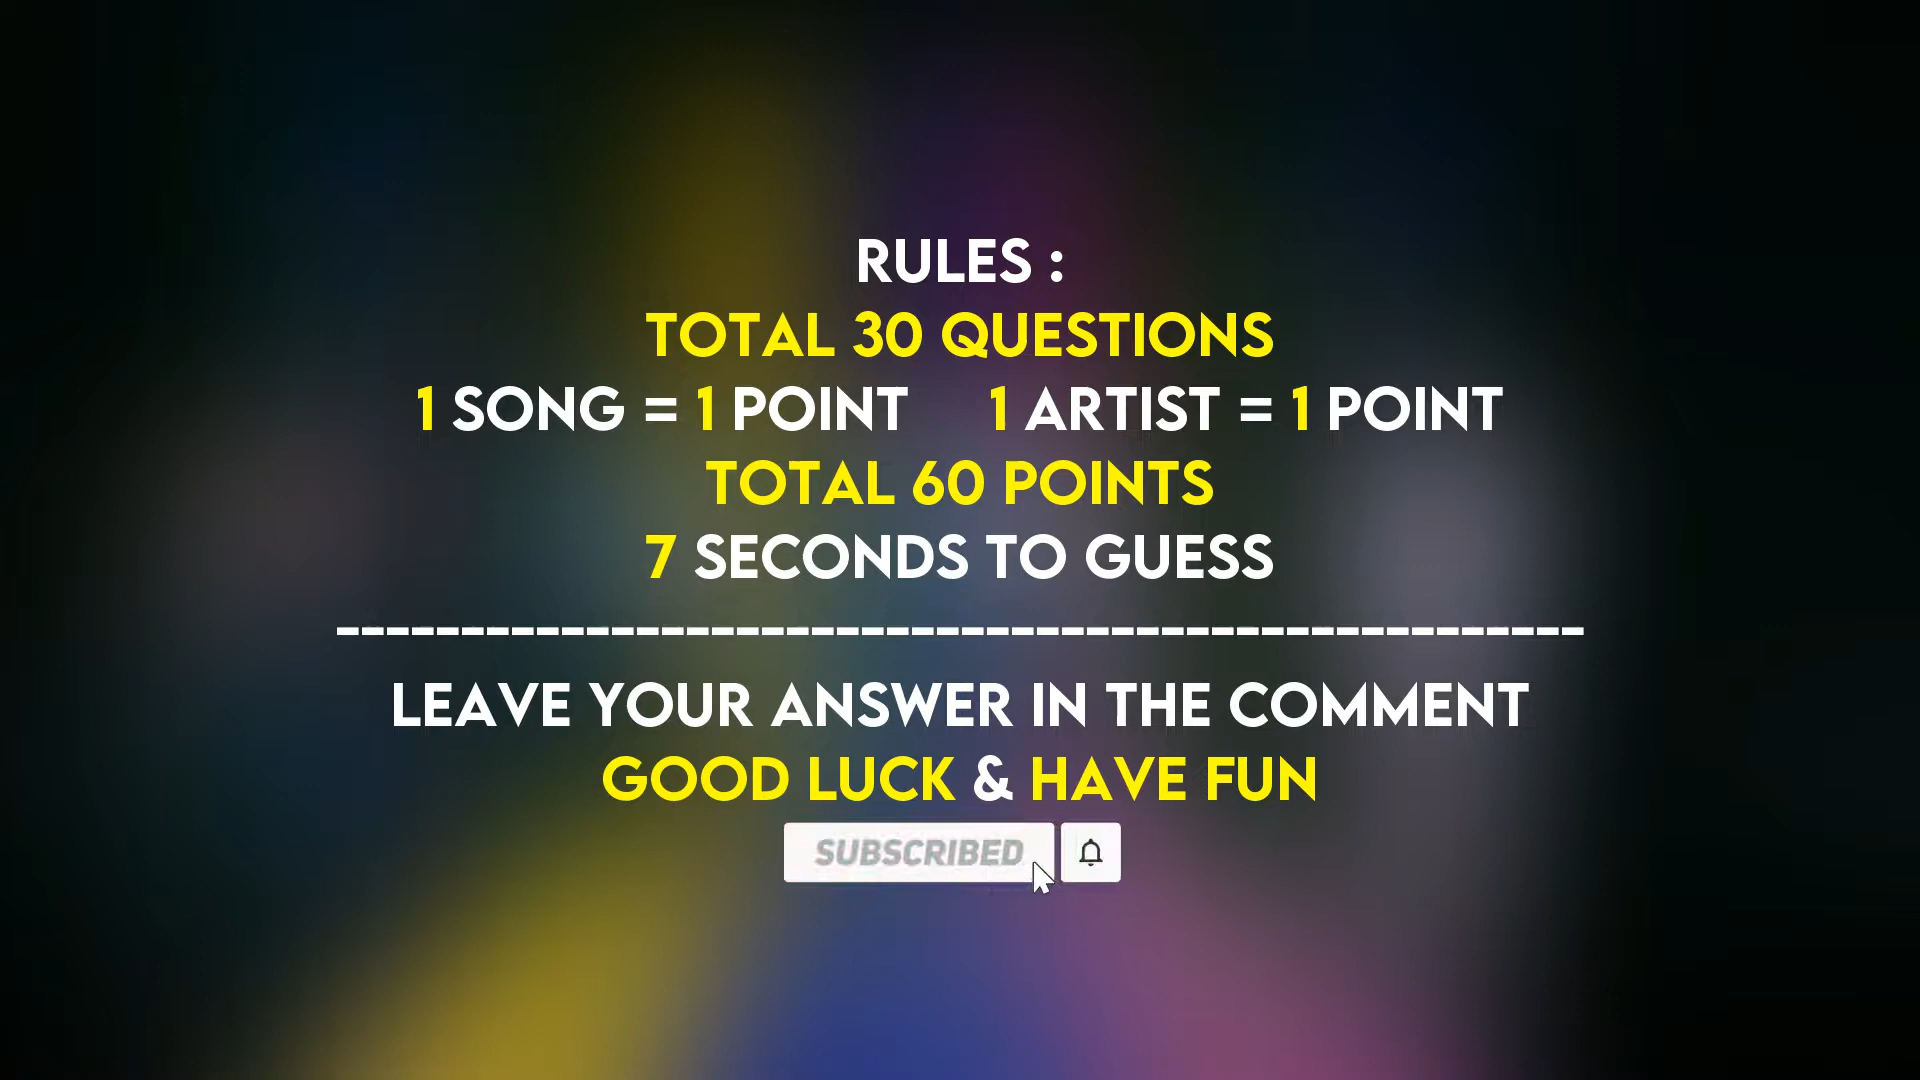 RULES :
TOTAL 30 QUESTIONS
1 SONG = 1 POINT 1 ARTIST = 1 POINT
TOTAL 60 POINTS
7 SECONDS TO GUESS
--------------------------------------------------
LEAVE YOUR ANSWER IN THE COMMENT
GOOD LUCK & HAVE FUN
SUBSCRIBED